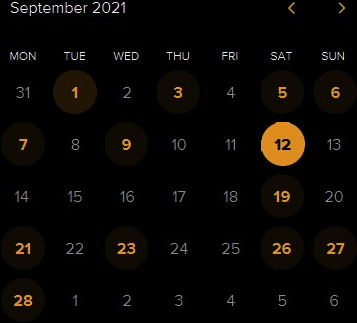 September 2021
MON TUE WED THU FRI SAT SUN
31 1 2 3 4 5 6
7 8 9 10 11 12 13
14 15 16 17 18 19 20
21 22 23 24 25 26 27
28 1 2 3 4 5 6